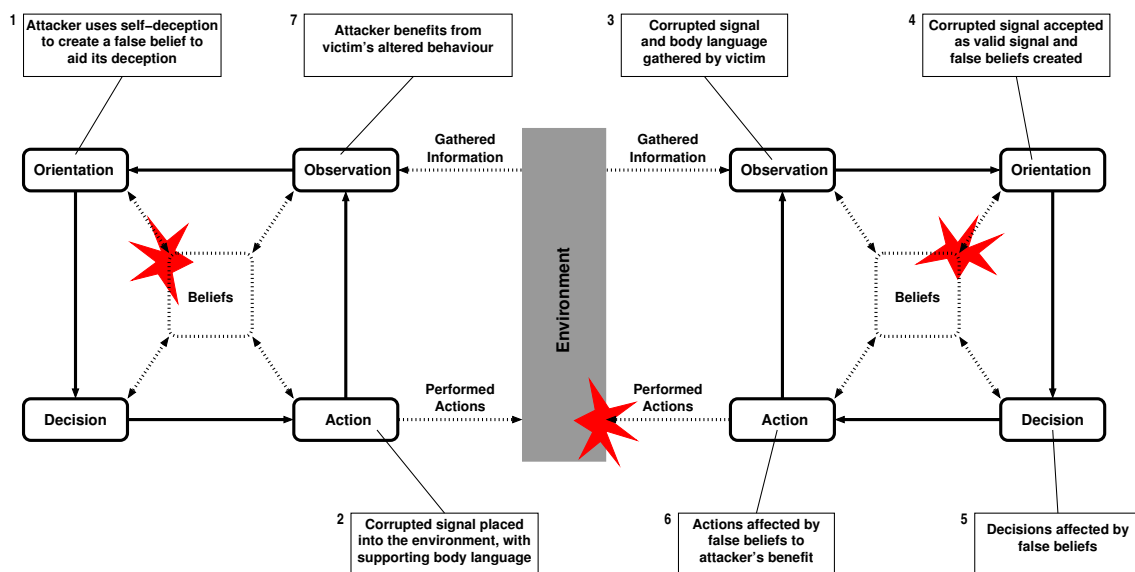 1
Attacker uses self-deception
to create a false belief to
aid its deception
7
Attacker benefits from
victim's altered behaviour
3
Corrupted signal
and body language
gathered by victim
4
Corrupted signal accepted
as valid signal and
false beliefs created
Orientation
Observation
Gathered
Information
Gathered
Information
Observation
Orientation
Beliefs
Environment
Beliefs
Decision
Action
Performed
Actions
Performed
Actions
Action
Decision
2
Corrupted signal placed
into the environment, with
supporting body language
6
Actions affected by
false beliefs to
attacker's benefit
5
Decisions affected by
false beliefs